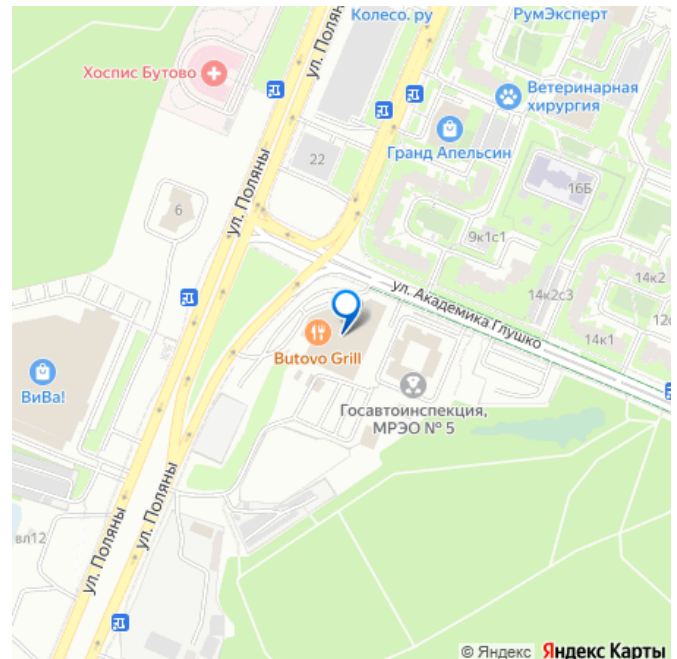 Колесо. ру
РумЭксперт
ул. Поляны
Хоспис Бутово
Ветеринарная
хирургия
Гранд Апельсин
22
16Б
ул. Поляны
6
9к1с1
14к2
ул. Академика Глушко
14к2с3
12с
14к1
Butovo Grill
ВиВа!
Госавтоинспекция,
МРЭО № 5
ул. Поляны
вл12
ул. Поляны
© Яндекс Яндекс Карты